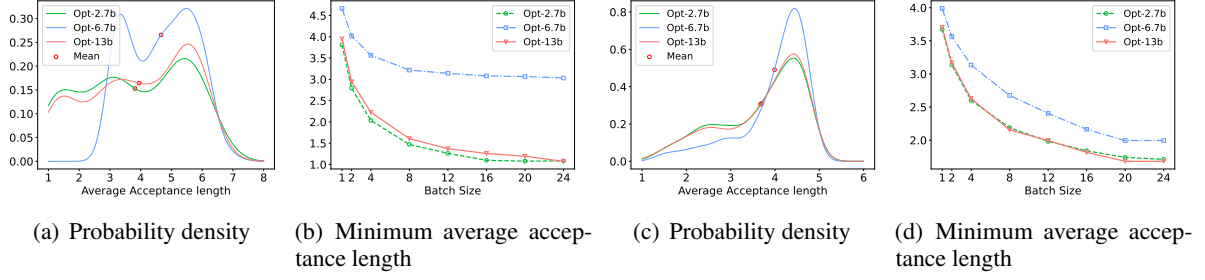 Opt-2.7b
Opt-6.7b
Opt-13b
Mean
0.30
0.25
0.20
0.15
0.10
0.05
0.00
1 2 3 4 5 6 7 8
Average Acceptance length
(a) Probability density
Opt-2.7b
Opt-6.7b
Opt-13b
4.5
4.0
3.5
3.0
2.5
2.0
1.5
1.0
1 2 4 8 12 16 20 24
Batch Size
(b) Minimum average accep-
tance length
Opt-2.7b
Opt-6.7b
Opt-13b
Mean
0.8
0.6
0.4
0.2
0.0
1 2 3 4 5 6
Average Acceptance length
(c) Probability density
Opt-2.7b
Opt-6.7b
Opt-13b
4.0
3.5
3.0
2.5
2.0
1 2 4 8 12 16 20 24
Batch Size
(d) Minimum average accep-
tance length